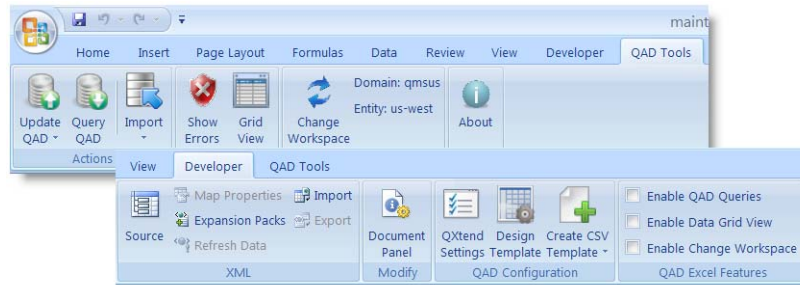 maint
Home Insert Page Layout Formulas Data Review View Developer QAD Tools
Update QAD
Query QAD
Import
Show Errors
Grid View
Change Workspace
Domain: qmsus
Entity: us-west
About
Actions
View Developer QAD Tools
Source
Map Properties
Expansion Packs
Refresh Data
Import
Export
XML
Document Panel
Modify
QXtend Settings
Design Template
Create CSV Template
QAD Configuration
Enable QAD Queries
Enable Data Grid View
Enable Change Workspace
QAD Excel Features